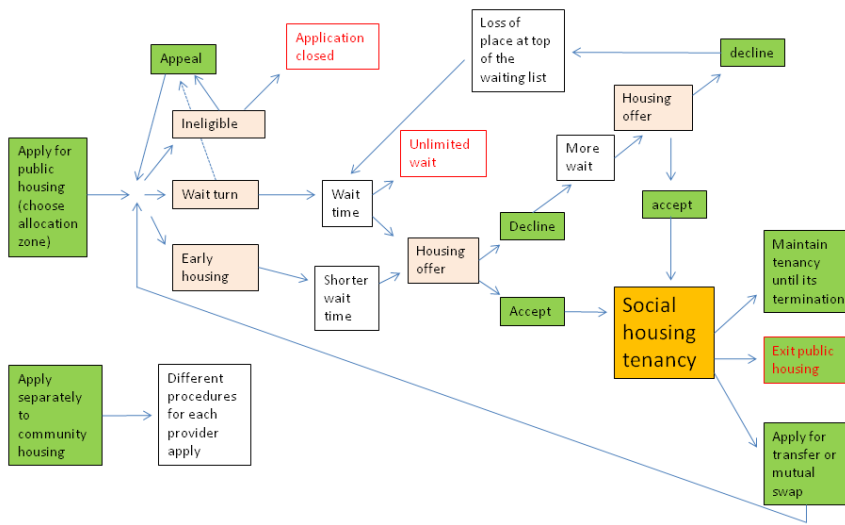 Loss of
place at top
of the
waiting list
Application
closed
decline
Appeal
Housing
offer
Ineligible
Unlimited
wait
More
wait
Apply for
public
housing
(choose
allocation
zone)
Wait turn
Wait
time
accept
Decline
Early
housing
Housing
offer
Maintain
tenancy
until its
termination
Shorter
wait
time
Accept
Social
housing
tenancy
Exit public
housing
Apply
separately
to
community
housing
Different
procedures
for each
provider
apply
Apply for
transfer or
mutual
swap